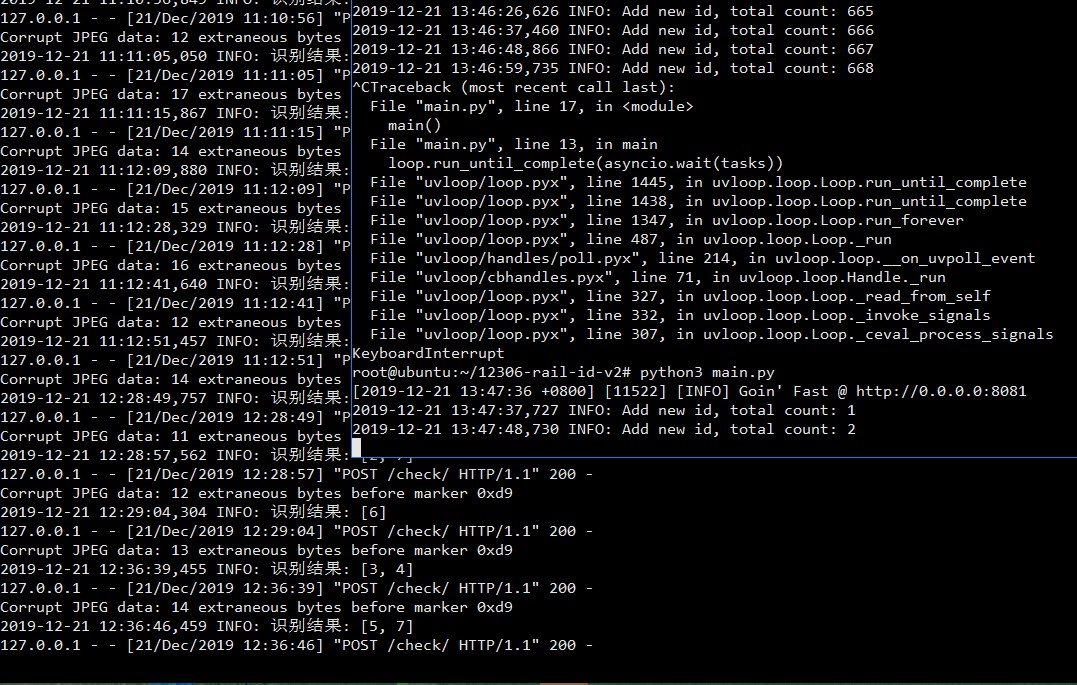 127.0.0.1 - - [21/Dec/2019 11:10:56] "P
Corrupt JPEG data: 12 extraneous bytes
2019-12-21 11:11:05,050 INFO: 识别结果:
127.0.0.1 - - [21/Dec/2019 11:11:05] "P
Corrupt JPEG data: 17 extraneous bytes
2019-12-21 11:11:15,867 INFO: 识别结果:
127.0.0.1 - - [21/Dec/2019 11:11:15] "P
Corrupt JPEG data: 14 extraneous bytes
2019-12-21 11:12:09,880 INFO: 识别结果:
127.0.0.1 - - [21/Dec/2019 11:12:09] "P
Corrupt JPEG data: 15 extraneous bytes
2019-12-21 11:12:28,329 INFO: 识别结果:
127.0.0.1 - - [21/Dec/2019 11:12:28] "P
Corrupt JPEG data: 16 extraneous bytes
2019-12-21 11:12:41,640 INFO: 识别结果:
127.0.0.1 - - [21/Dec/2019 11:12:41] "P
Corrupt JPEG data: 12 extraneous bytes
2019-12-21 11:12:51,457 INFO: 识别结果:
127.0.0.1 - - [21/Dec/2019 11:12:51] "P
Corrupt JPEG data: 14 extraneous bytes
2019-12-21 12:28:49,757 INFO: 识别结果:
127.0.0.1 - - [21/Dec/2019 12:28:49] "P
Corrupt JPEG data: 11 extraneous bytes
2019-12-21 12:28:57,562 INFO: 识别结果:
127.0.0.1 - - [21/Dec/2019 12:28:57] "POST /check/ HTTP/1.1" 200 -
Corrupt JPEG data: 12 extraneous bytes before marker 0xd9
2019-12-21 12:29:04,304 INFO: 识别结果: [6]
127.0.0.1 - - [21/Dec/2019 12:29:04] "POST /check/ HTTP/1.1" 200 -
Corrupt JPEG data: 13 extraneous bytes before marker 0xd9
2019-12-21 12:36:39,455 INFO: 识别结果: [3, 4]
127.0.0.1 - - [21/Dec/2019 12:36:39] "POST /check/ HTTP/1.1" 200 -
Corrupt JPEG data: 14 extraneous bytes before marker 0xd9
2019-12-21 12:36:46,459 INFO: 识别结果: [5, 7]
127.0.0.1 - - [21/Dec/2019 12:36:46] "POST /check/ HTTP/1.1" 200 -
2019-12-21 13:46:26,626 INFO: Add new id, total count: 665
2019-12-21 13:46:37,460 INFO: Add new id, total count: 666
2019-12-21 13:46:48,866 INFO: Add new id, total count: 667
2019-12-21 13:46:59,735 INFO: Add new id, total count: 668
^CTraceback (most recent call last):
File "main.py", line 17, in <module>
main()
File "main.py", line 13, in main
loop.run_until_complete(asyncio.wait(tasks))
File "uvloop/loop.pyx", line 1445, in uvloop.loop.Loop.run_until_complete
File "uvloop/loop.pyx", line 1438, in uvloop.loop.Loop.run_until_complete
File "uvloop/loop.pyx", line 1347, in uvloop.loop.Loop.run_forever
File "uvloop/loop.pyx", line 487, in uvloop.loop.Loop._run
File "uvloop/handles/poll.pyx", line 214, in uvloop.loop.__on_uvpoll_event
File "uvloop/cbhandles.pyx", line 71, in uvloop.loop.Handle._run
File "uvloop/loop.pyx", line 327, in uvloop.loop.Loop._read_from_self
File "uvloop/loop.pyx", line 332, in uvloop.loop.Loop._invoke_signals
File "uvloop/loop.pyx", line 307, in uvloop.loop.Loop._ceval_process_signals
KeyboardInterrupt
root@ubuntu:~/12306-rail-id-v2# python3 main.py
[2019-12-21 13:47:36 +0800] [11522] [INFO] Goin' Fast @ http://0.0.0.0:8081
2019-12-21 13:47:37,727 INFO: Add new id, total count: 1
2019-12-21 13:47:48,730 INFO: Add new id, total count: 2